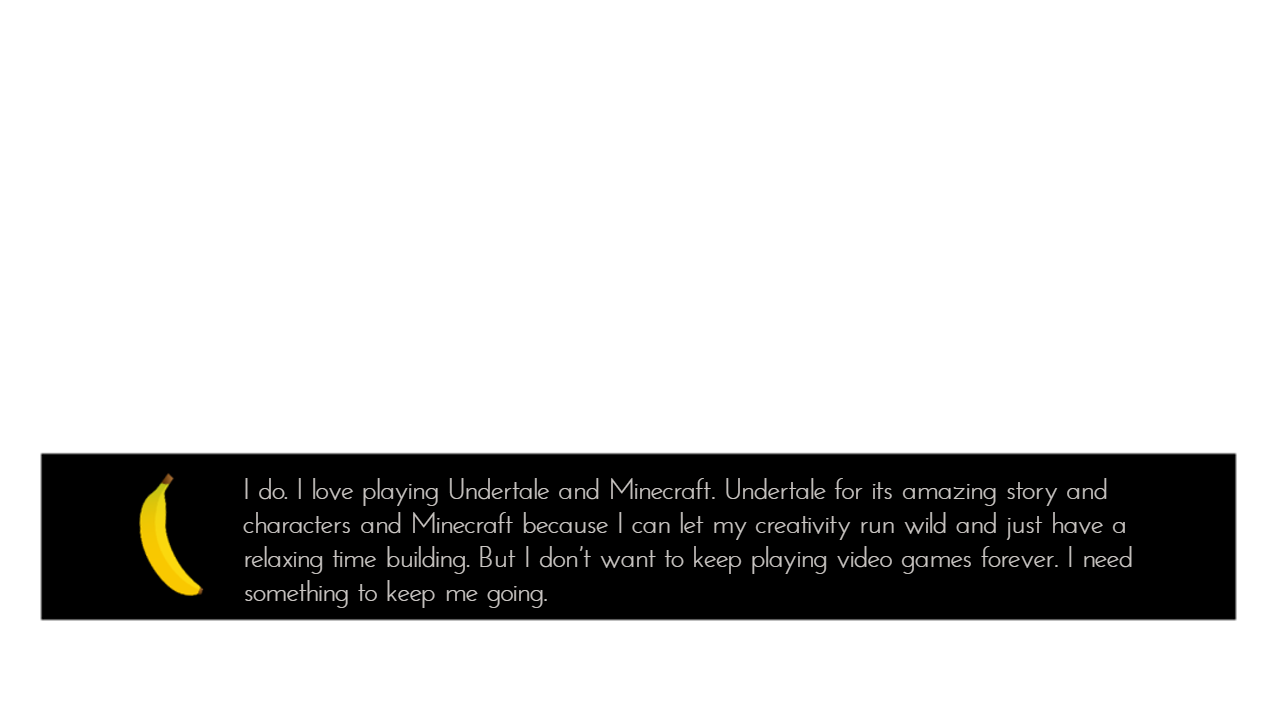 I do. I love playing Undertale and Minecraft. Undertale for its amazing story and
characters and Minecraft because I can let my creativity run wild and just have a
relaxing time building. But I don't want to keep playing video games forever. I need
something to keep me going.